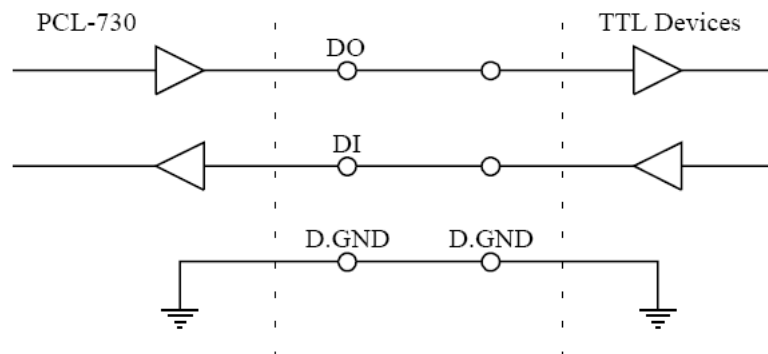 PCL-730
TTL Devices
DO
DI
D.GND
D.GND